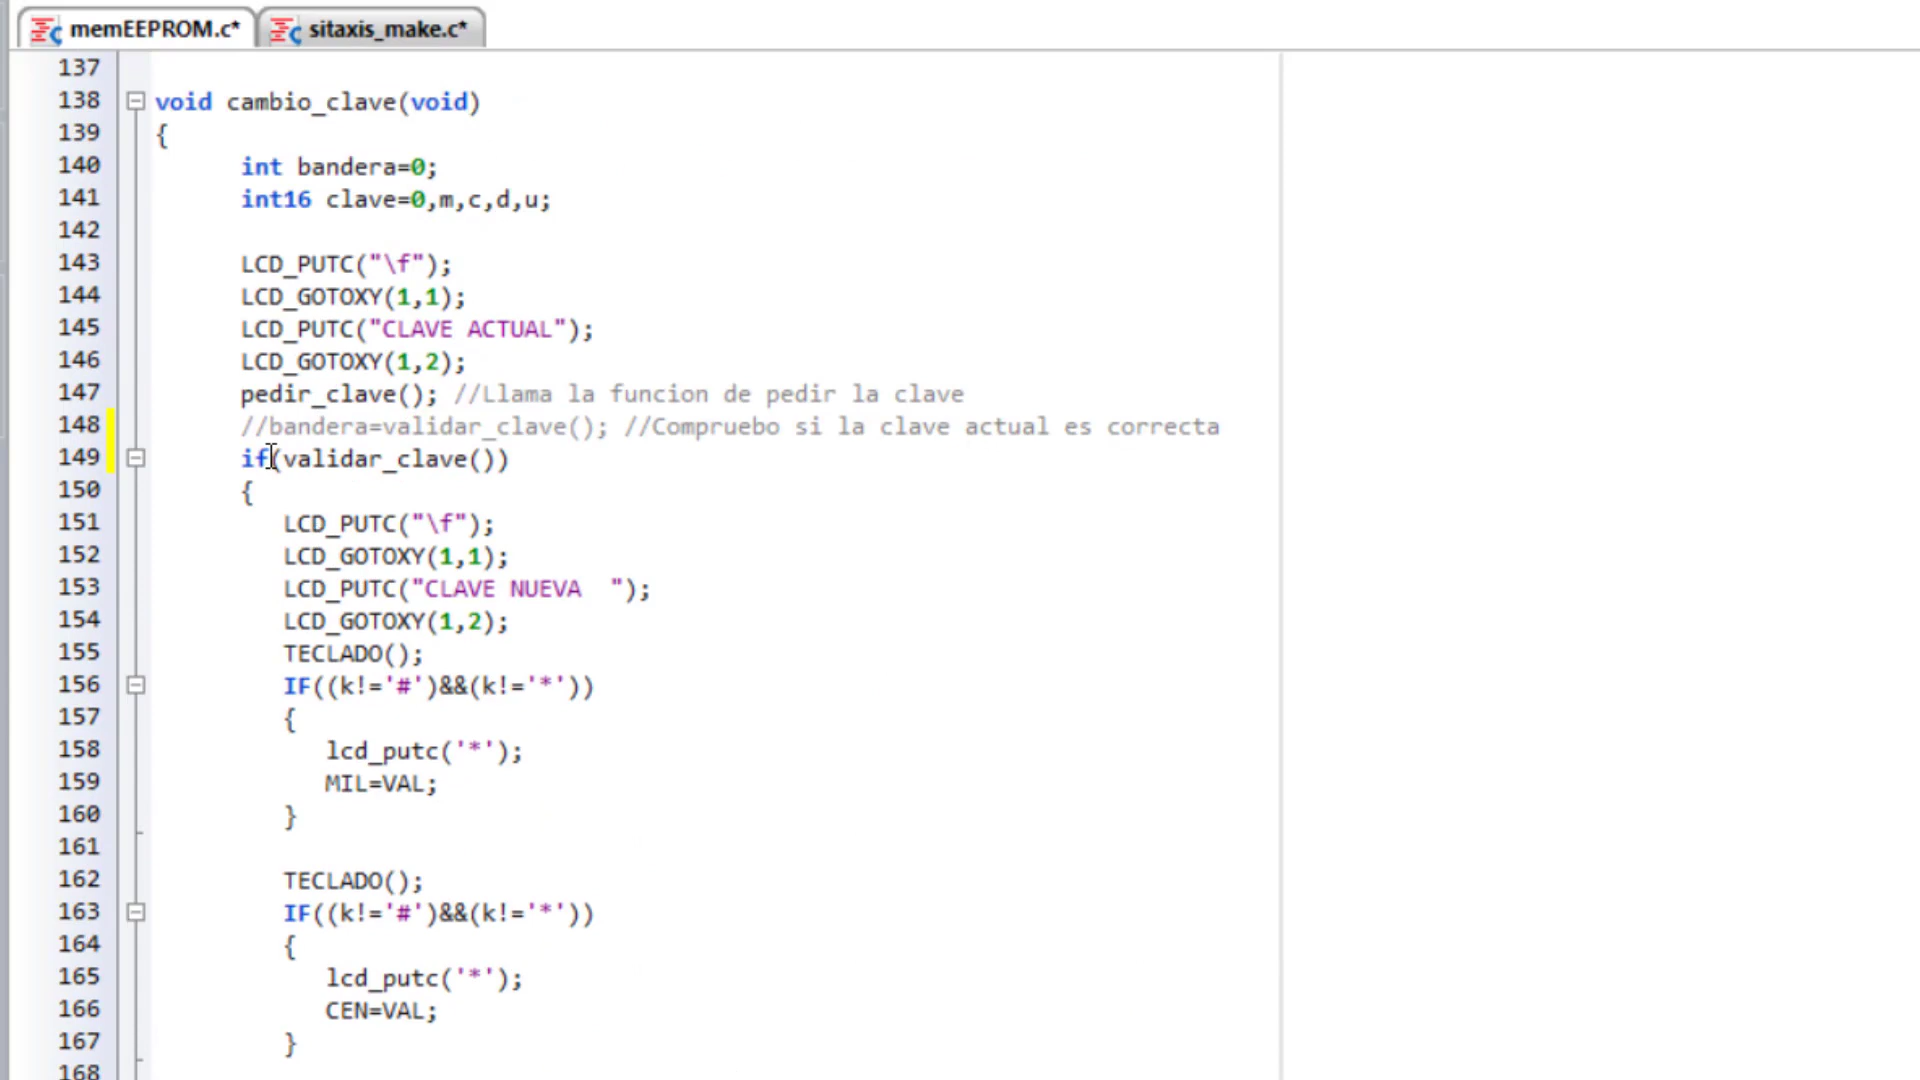 memEEPROM.c* sitaxis_make.c*
137
138 void cambio_clave(void)
139 {
140 int bandera=0;
141 int16 clave=0,m,c,d,u;
142
143 LCD_PUTC("\f");
144 LCD_GOTOXY(1,1);
145 LCD_PUTC("CLAVE ACTUAL");
146 LCD_GOTOXY(1,2);
147 pedir_clave(); //Llama la funcion de pedir la clave
148 //bandera=validar_clave(); //Compruebo si la clave actual es correcta
149 if(validar_clave())
150 {
151 LCD_PUTC("\f");
152 LCD_GOTOXY(1,1);
153 LCD_PUTC("CLAVE NUEVA  ");
154 LCD_GOTOXY(1,2);
155 TECLADO();
156 IF((k!='#')&&(k!='*'))
157 {
158 lcd_putc('*');
159 MIL=VAL;
160 }
161
162 TECLADO();
163 IF((k!='#')&&(k!='*'))
164 {
165 lcd_putc('*');
166 CEN=VAL;
167 }
168